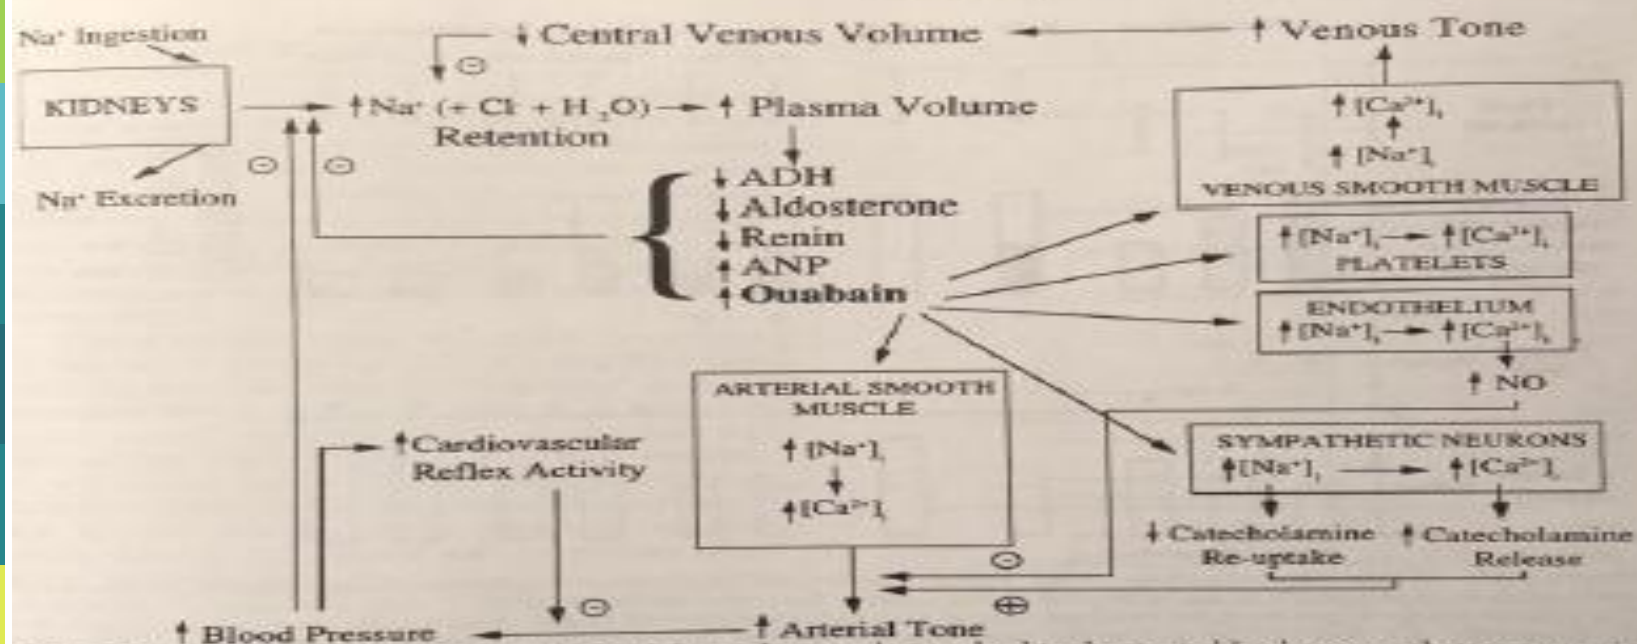 Na⁺ Ingestion
↓ Central Venous Volume
↑ Venous Tone
KIDNEYS
↑ Na⁺ (+ Cl + H₂O)
Retention
↑ Plasma Volume
⊖
⊖
⊖
Na⁺ Excretion
↓ ADH
↓ Aldosterone
↓ Renin
↑ ANP
↑ Ouabain
↑ [Ca²⁺]ᵢ
↑ [Na⁺]ᵢ
VENOUS SMOOTH MUSCLE
↑ [Na⁺]ᵢ → ↑ [Ca²⁺]ᵢ
PLATELETS
ENDOTHELIUM
↑ [Na⁺]ᵢ → ↑ [Ca²⁺]ᵢ
↑ NO
ARTERIAL SMOOTH
MUSCLE
↑ [Na⁺]ᵢ
↑ [Ca²⁺]ᵢ
SYMPATHETIC NEURONS
↑ [Na⁺]ᵢ → ↑ [Ca²⁺]ᵢ
↓ Catecholamine
Re-uptake
↑ Catecholamine
Release
↑ Cardiovascular
Reflex Activity
⊖
⊕
⊖
↑ Blood Pressure
↑ Arterial Tone